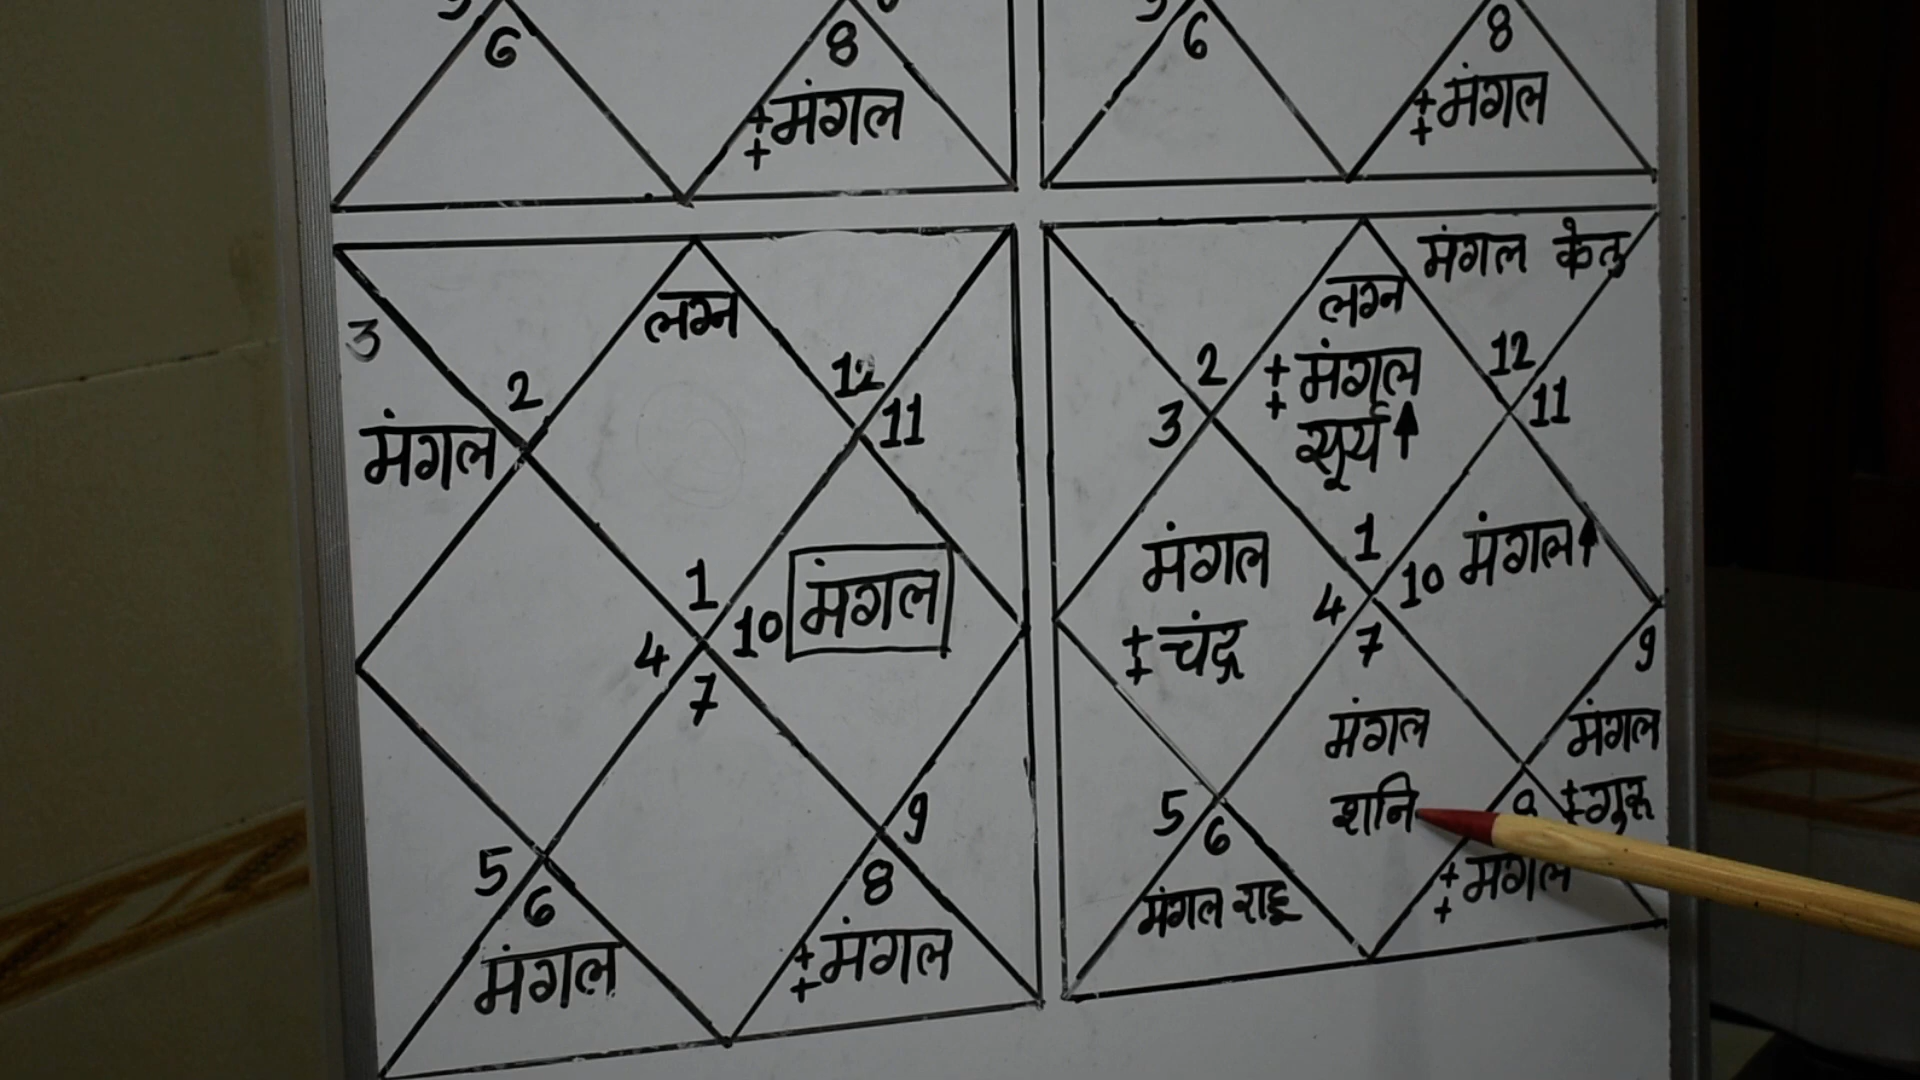 6
8
मंगल
6
8
मंगल
लग्न
3
2
12
11
मंगल
1
10 मंगल
4
7
9
5
6
8
मंगल
मंगल
मंगल केतु
लग्न
2
मंगल
12
3
सूर्य
11
मंगल
1
10 मंगल
4
चंद्र
7
9
मंगल
मंगल
5
शनि
गुरू
6
मंगल राहू
मंगल